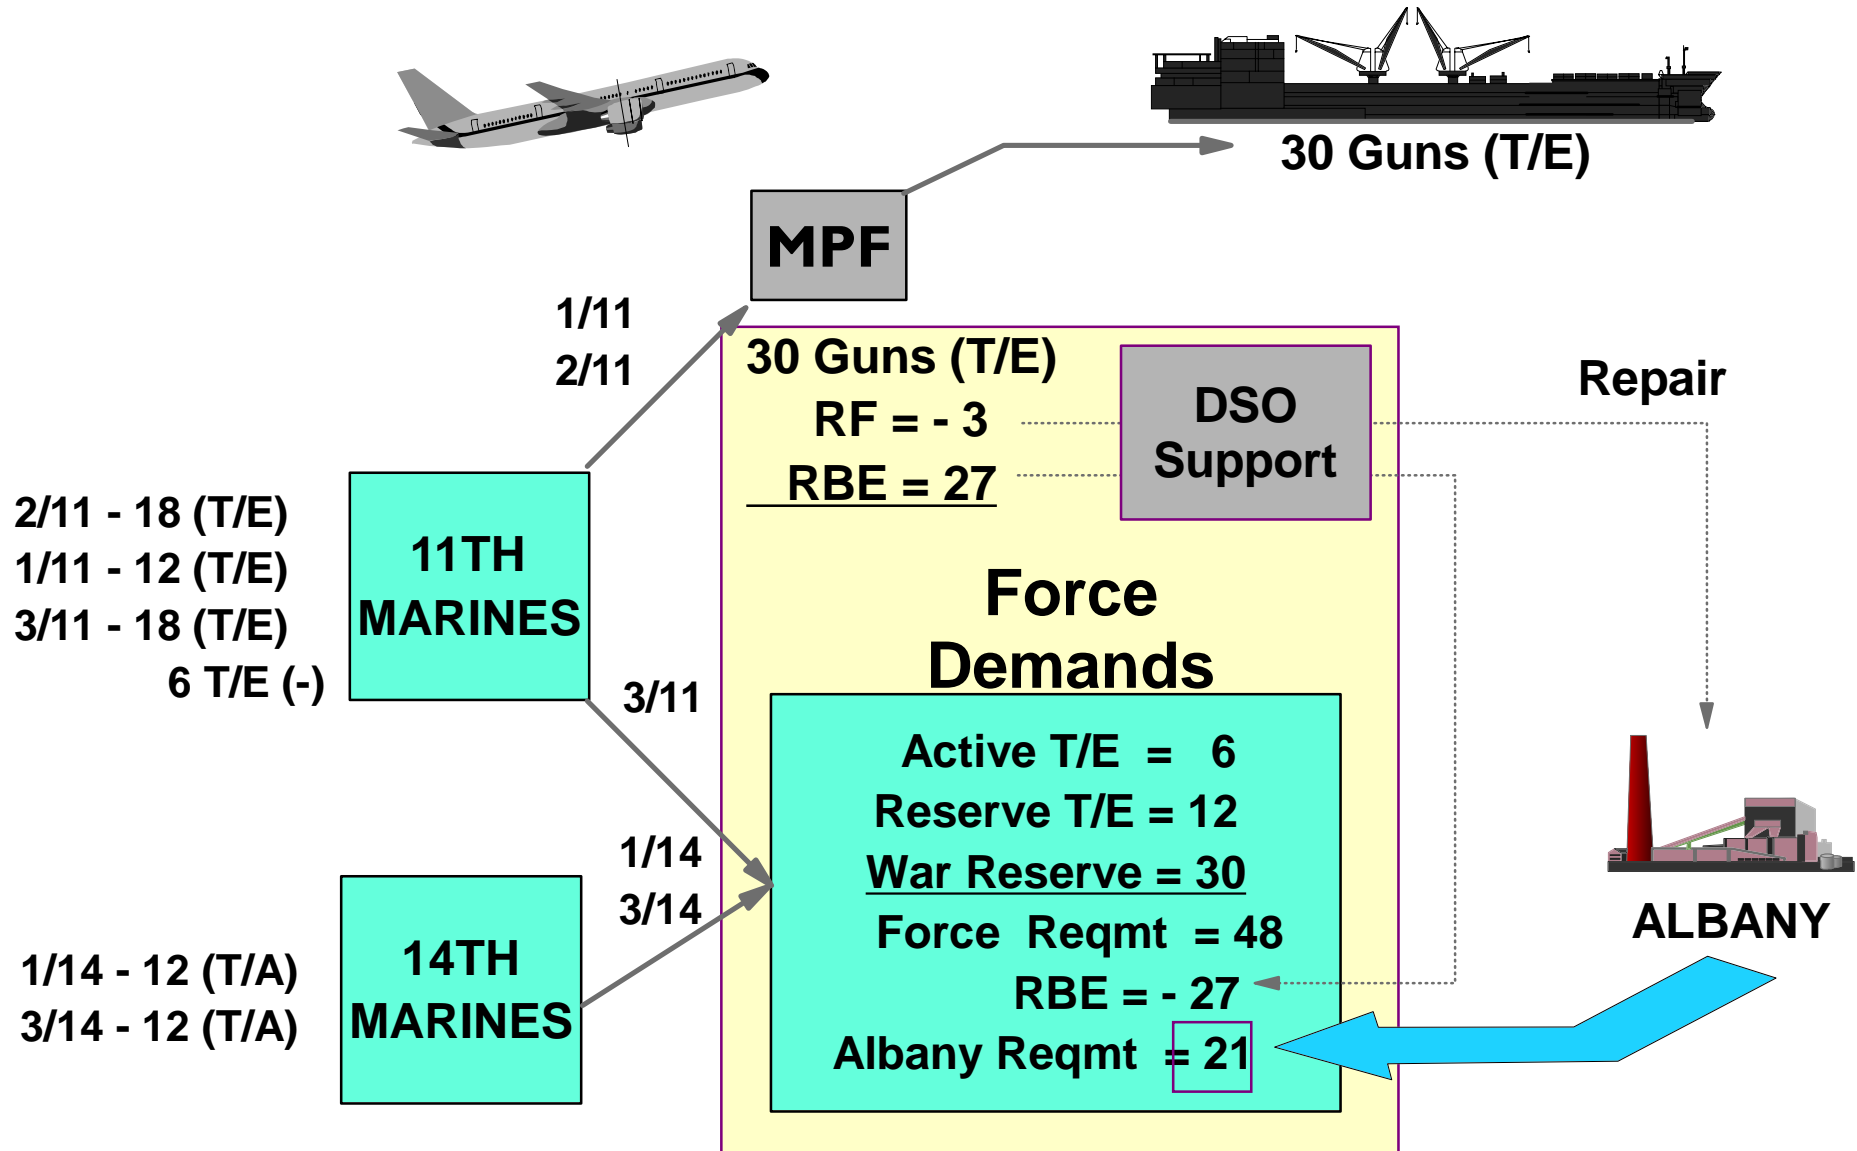 30 Guns (T/E)
MPF
1/11
2/11
30 Guns (T/E)
RF = - 3
RBE = 27
DSO
Support
Repair
2/11 - 18 (T/E)
1/11 - 12 (T/E)
3/11 - 18 (T/E)
6 T/E (-)
11TH
MARINES
Force
Demands
3/11
Active T/E = 6
Reserve T/E = 12
War Reserve = 30
Force Reqmt = 48
RBE = - 27
Albany Reqmt = 21
1/14
3/14
ALBANY
1/14 - 12 (T/A)
3/14 - 12 (T/A)
14TH
MARINES